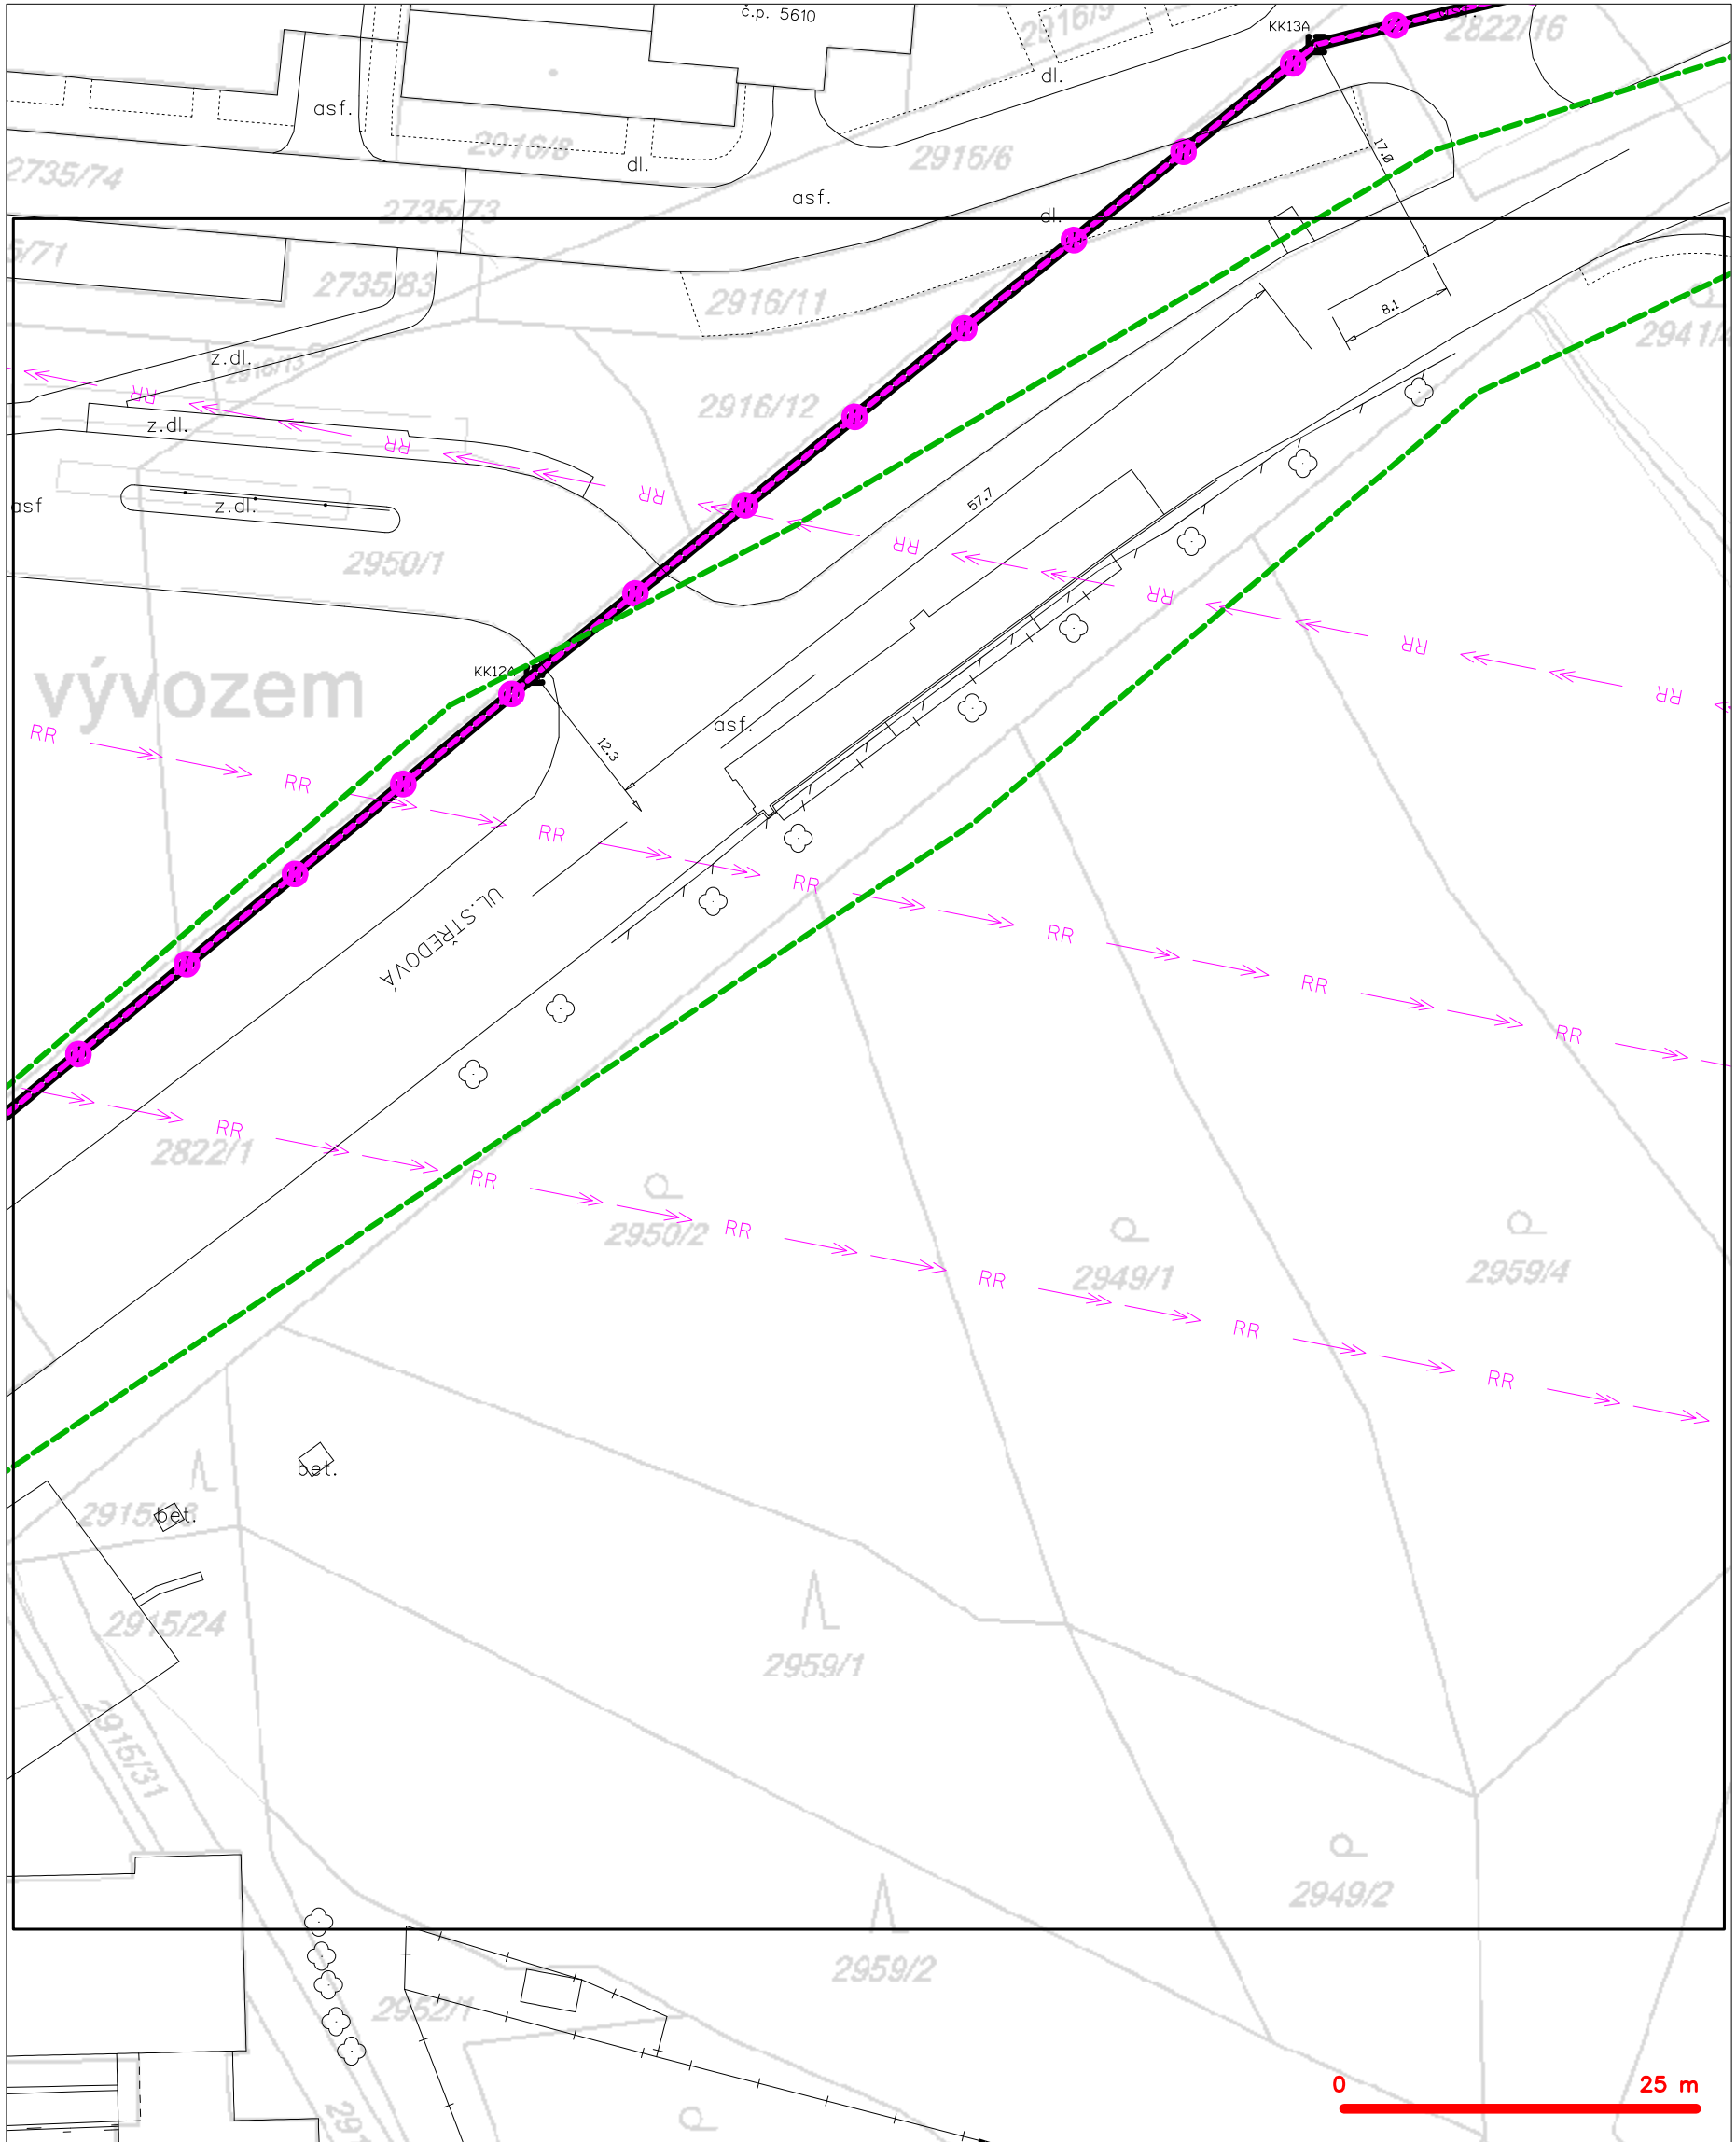 č.p. 5610
2916/9
KK13A
2822/16
asf.
dl.
2916/8
dl.
2916/6
17.0
2735/74
asf.
2735/73
dl.
5/71
2735/83
2916/11
8.1
2941/4
z.dl.
2916/13
RR
2916/12
z.dl.
RR
asf
z.dl.
RR
57.7
RR
2950/1
RR
RR
RR
KK12A
vývozem
RR
asf.
12.3
RR
RR
RR
UL.STŘEDOVÁ
RR
RR
RR
RR
2822/1
RR
2950/2
RR
2949/1
RR
2959/4
RR
RR
bet.
bet.
2915/24
2959/1
2915/31
2949/2
2959/2
2952/1
0 25 m